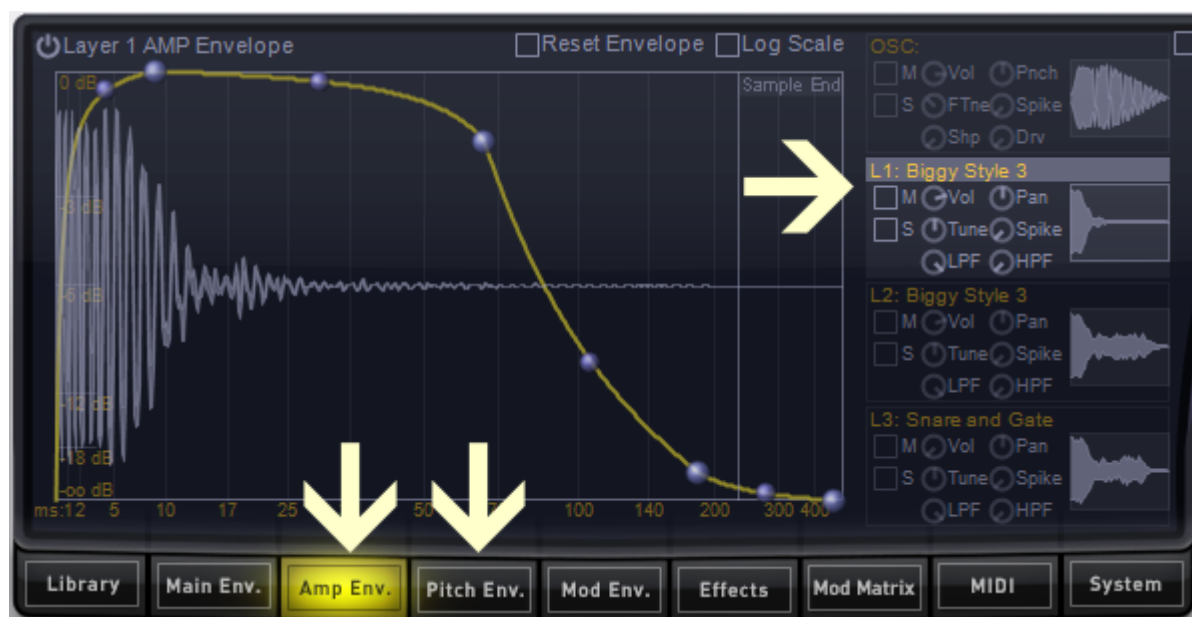 Layer 1 AMP Envelope Reset Envelope Log Scale
0 dB Sample End
-3 dB
-6 dB
-12 dB
-18 dB
-oo dB
ms:12 5 10 17 25 50 100 140 200 300 400
OSC:
M Vol Pnch
S FTne Spike
Shp Drv
L1: Biggy Style 3
M Vol Pan
S Tune Spike
LPF HPF
L2: Biggy Style 3
M Vol Pan
S Tune Spike
LPF HPF
L3: Snare and Gate
M Vol Pan
S Tune Spike
LPF HPF
Library Main Env. Amp Env. Pitch Env. Mod Env. Effects Mod Matrix MIDI System